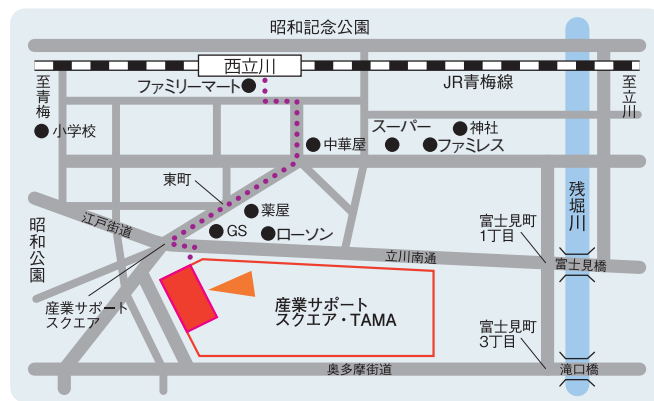 昭和記念公園
西立川
JR青梅線
至青梅
至立川
ファミリーマート
小学校
スーパー
神社
中華屋
ファミレス
東町
残堀川
薬屋
江戸街道
昭和公園
GS
ローソン
富士見町
1丁目
立川南通
富士見橋
産業サポート
スクエア
産業サポート
スクエア・TAMA
富士見町
3丁目
奥多摩街道
滝口橋